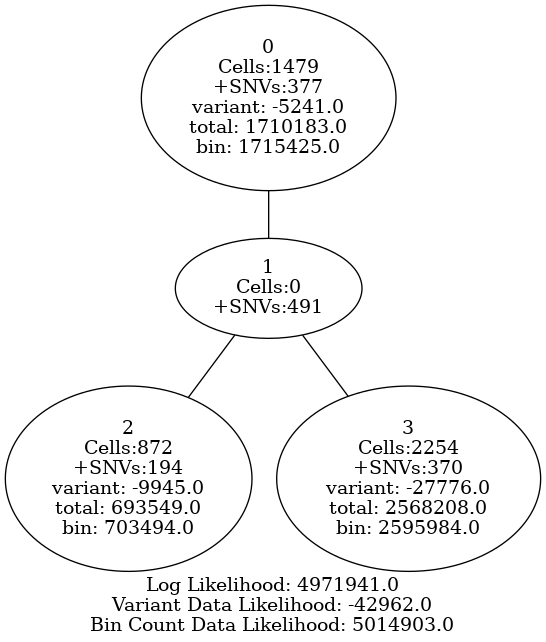 0
Cells:1479
+SNVs:377
variant: -5241.0
total: 1710183.0
bin: 1715425.0
1
Cells:0
+SNVs:491
2
Cells:872
+SNVs:194
variant: -9945.0
total: 693549.0
bin: 703494.0
3
Cells:2254
+SNVs:370
variant: -27776.0
total: 2568208.0
bin: 2595984.0
Log Likelihood: 4971941.0
Variant Data Likelihood: -42962.0
Bin Count Data Likelihood: 5014903.0